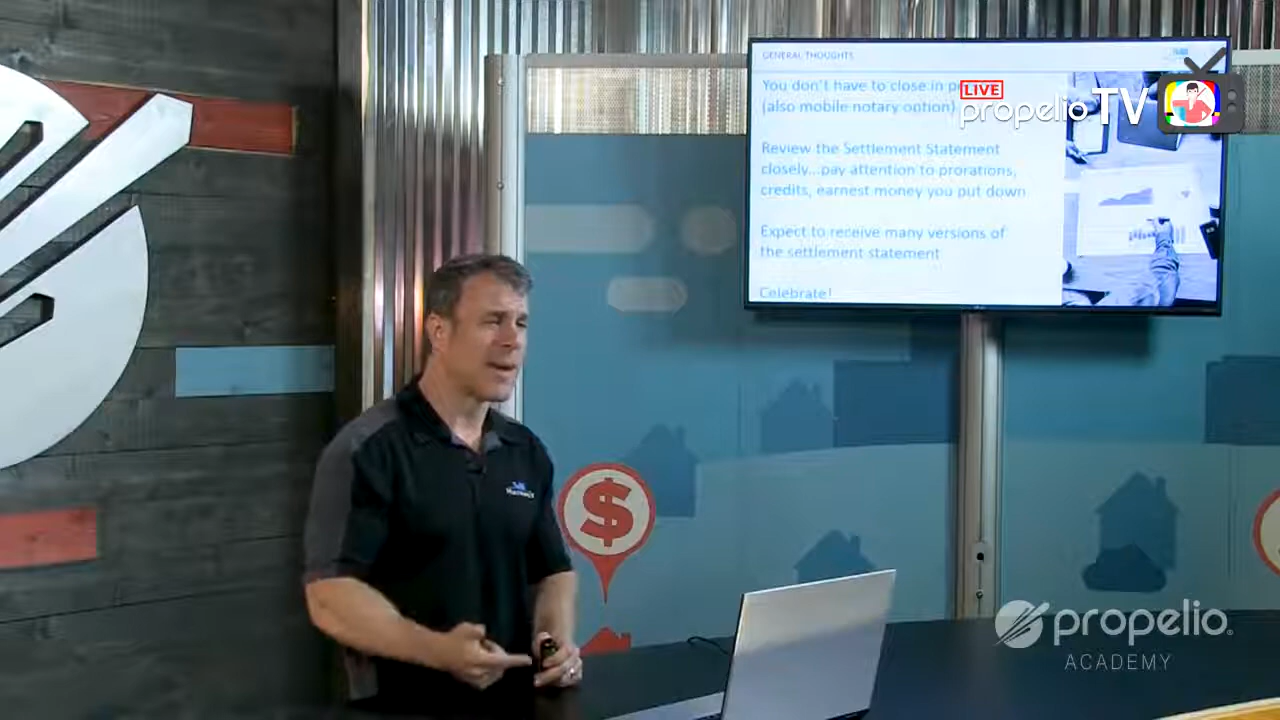 GENERAL THOUGHTS
You don't have to close in
(also mobile notary option)
LIVE
propelio TV
Review the Settlement Statement
closely...pay attention to prorations,
credits, earnest money you put down
Expect to receive many versions of
the settlement statement
Celebrate!
$
propelio
ACADEMY